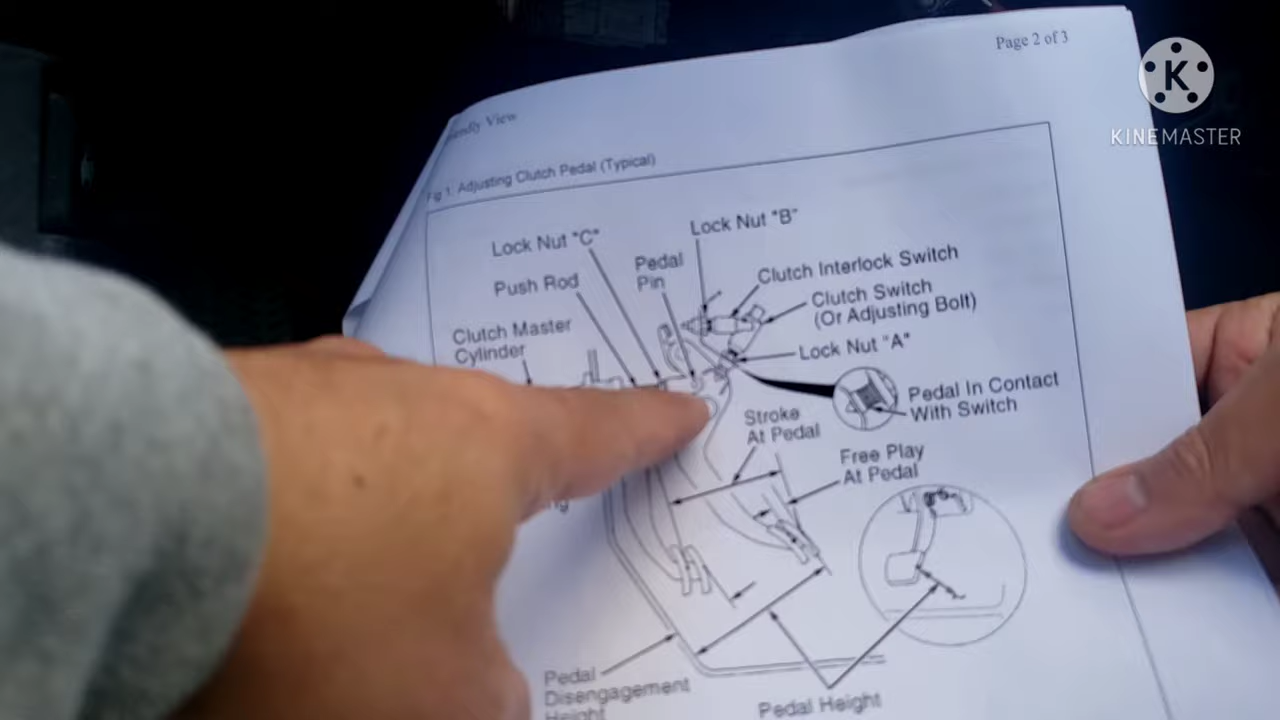 Page 2 of 3
View
Fig 1: Adjusting Clutch Pedal (Typical)
Lock Nut "B"
Lock Nut "C"
Pedal
Pin
Clutch Interlock Switch
Push Rod
Clutch Switch
(Or Adjusting Bolt)
Clutch Master
Cylinder
Lock Nut "A"
Pedal In Contact
With Switch
Stroke
At Pedal
Free Play
At Pedal
Pedal
Disengagement
Height
Pedal Height
K
KINEMASTER